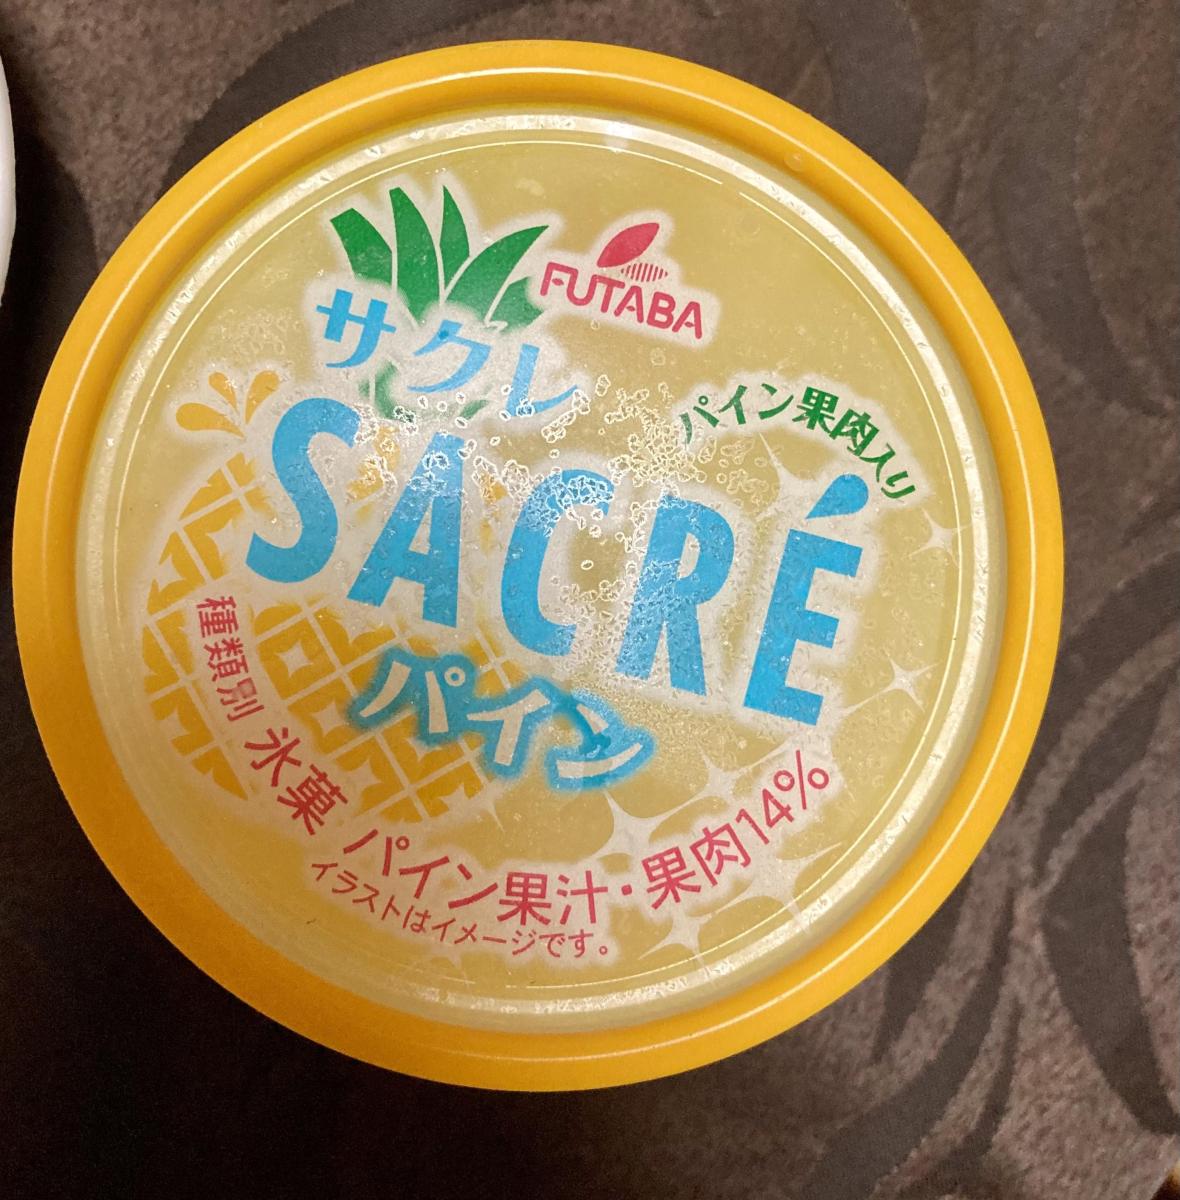 FUTABA
サクレ
SACRÉ
パイン果肉入り
パイン
種類別 氷菓 パイン果汁・果肉14%
イラストはイメージです。